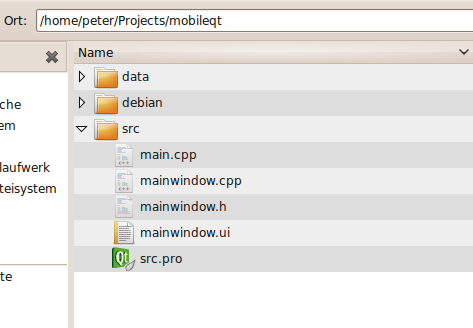 Ort: /home/peter/Projects/mobileqt
Name
data
debian
src
main.cpp
mainwindow.cpp
mainwindow.h
mainwindow.ui
Qt src.pro
che
em
laufwerk
teisystem
te